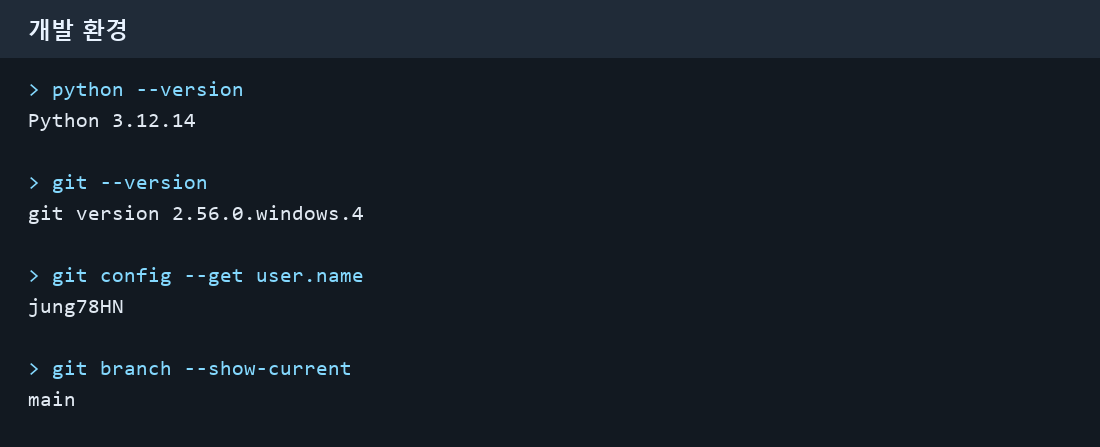 개발 환경
> python --version
Python 3.12.14
> git --version
git version 2.56.0.windows.4
> git config --get user.name
jung78HN
> git branch --show-current
main